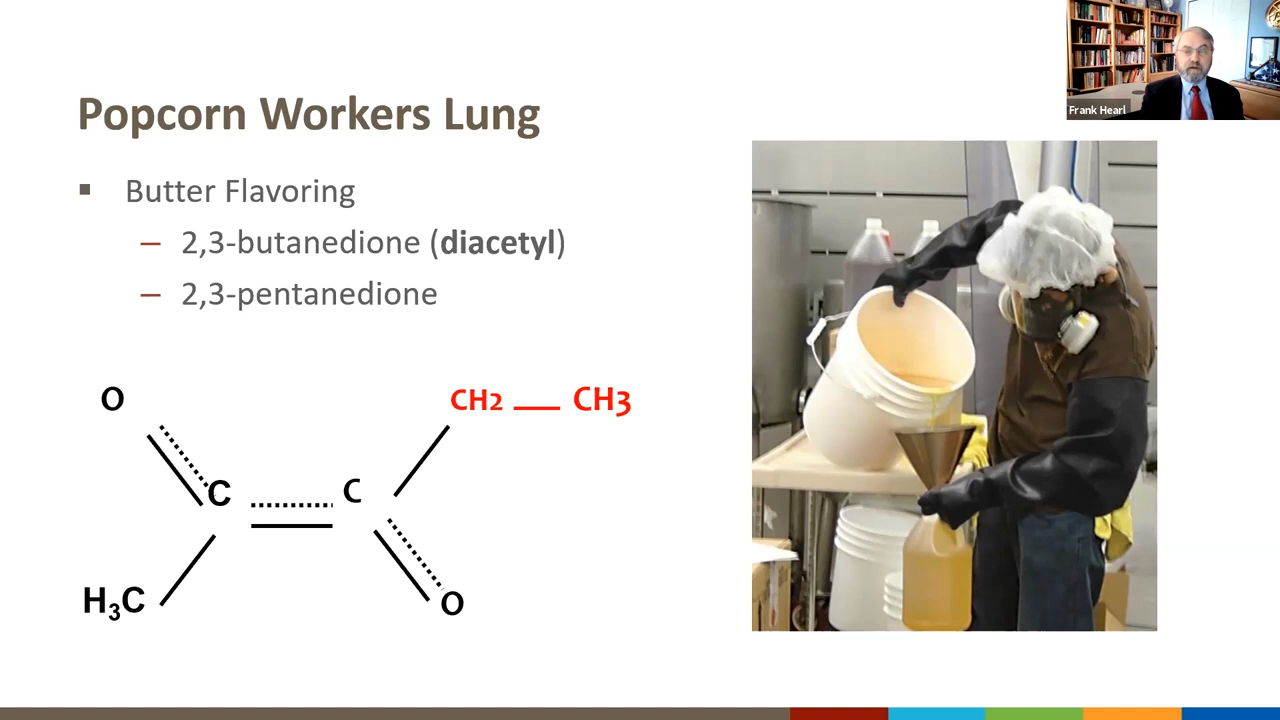 Popcorn Workers Lung
Frank Hearl
▪ Butter Flavoring
– 2,3-butanedione (diacetyl)
– 2,3-pentanedione
O CH2 — CH3
C C
H₃C O